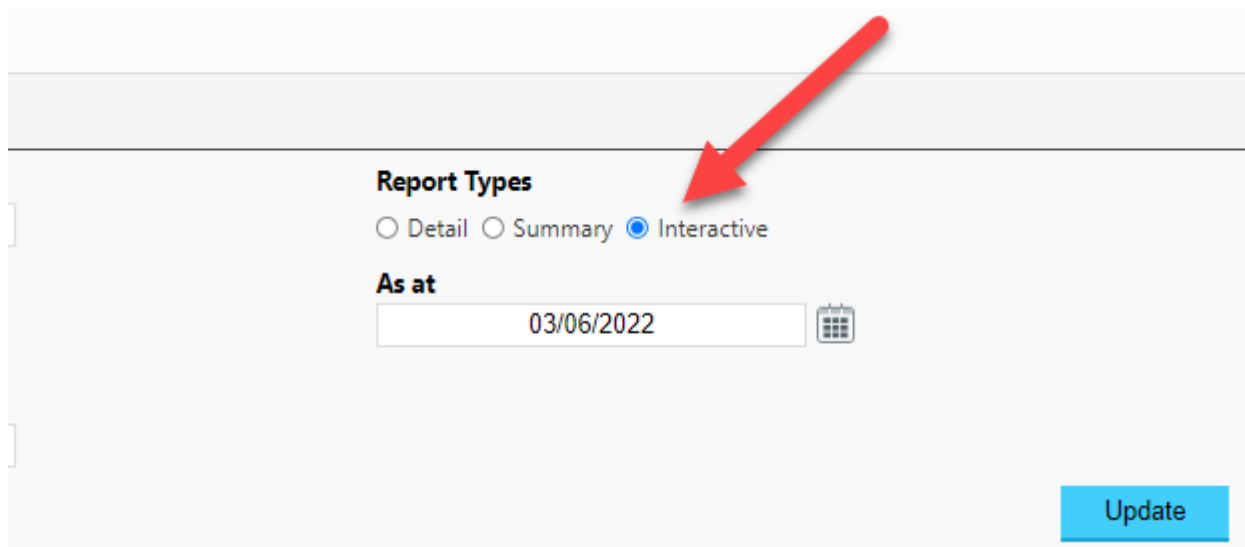 Report Types
Detail Summary Interactive
As at
03/06/2022
Update